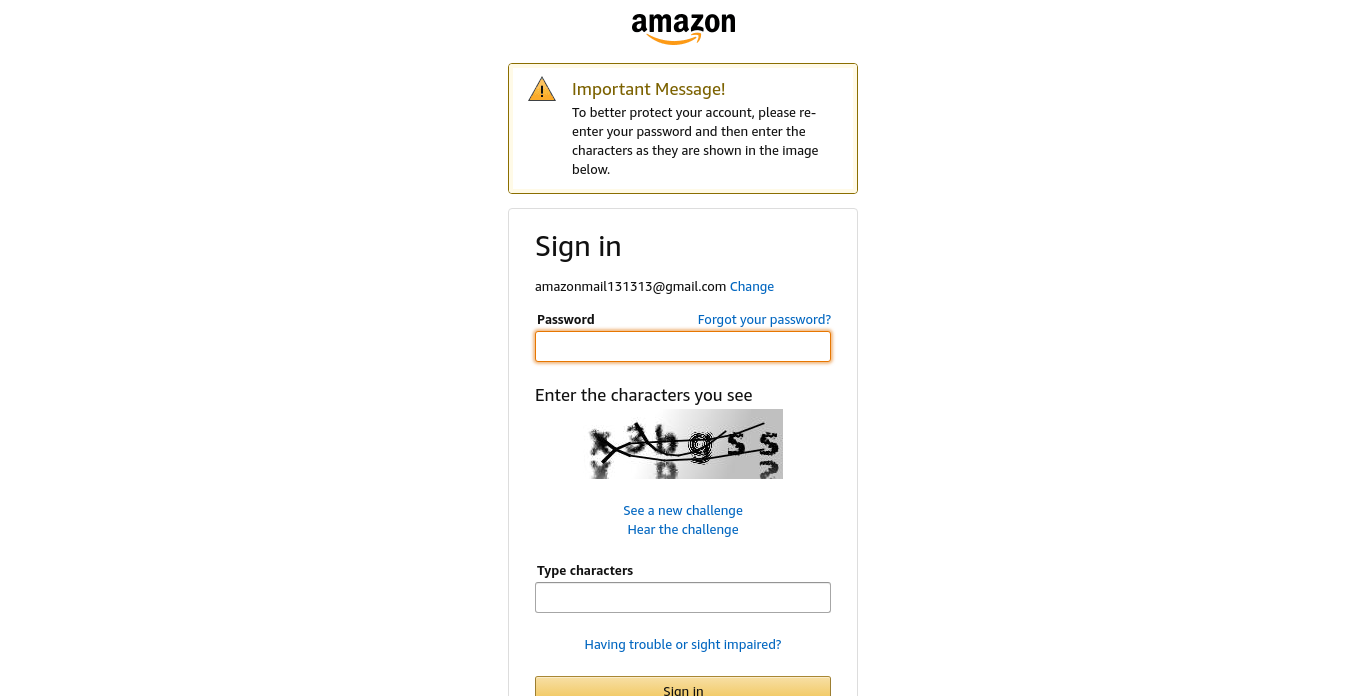 amazon
Important Message!
To better protect your account, please re-
enter your password and then enter the
characters as they are shown in the image
below.
Sign in
amazonmail131313@gmail.com Change
Password Forgot your password?
Enter the characters you see
See a new challenge
Hear the challenge
Type characters
Having trouble or sight impaired?
Sign in